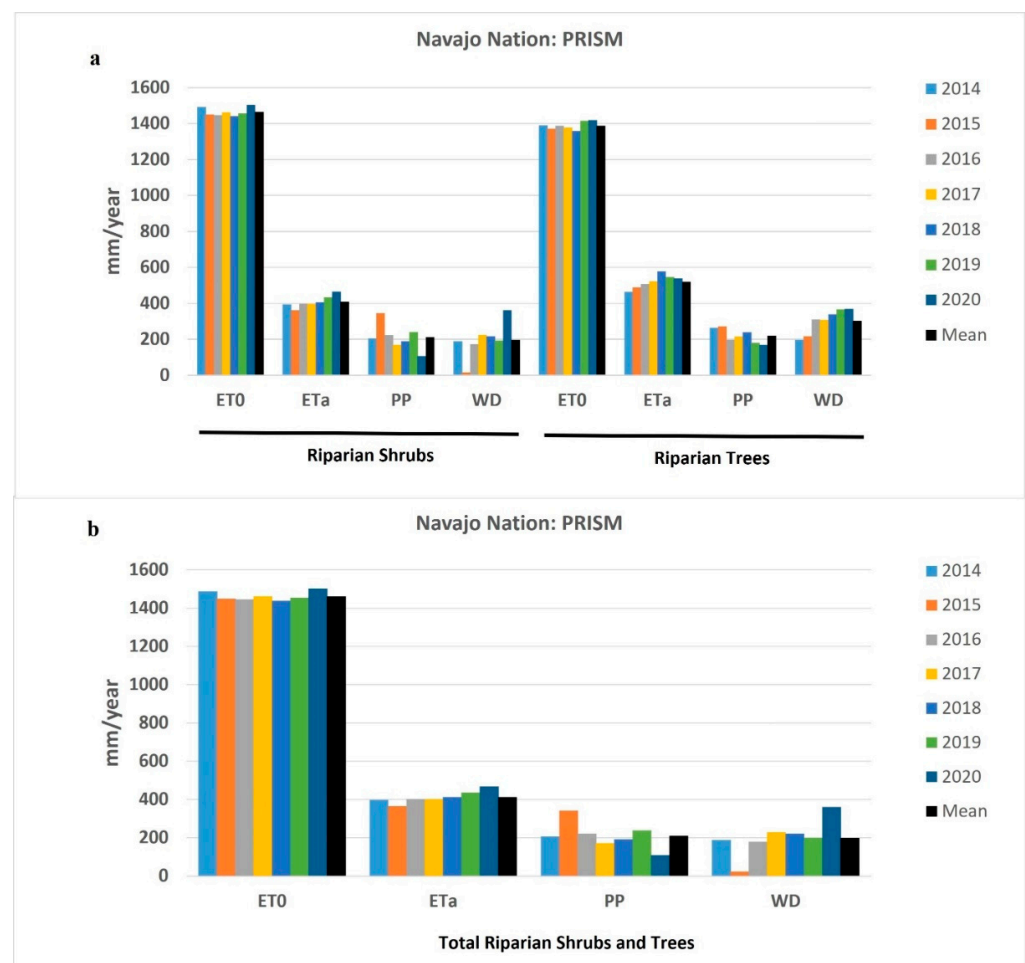 a
Navajo Nation: PRISM
1600
1400
1200
1000
800
600
400
200
0
mm/year
ET0 ETa PP WD ET0 ETa PP WD
Riparian Shrubs Riparian Trees
2014
2015
2016
2017
2018
2019
2020
Mean
b
Navajo Nation: PRISM
1600
1400
1200
1000
800
600
400
200
0
mm/year
ET0 ETa PP WD
Total Riparian Shrubs and Trees
2014
2015
2016
2017
2018
2019
2020
Mean